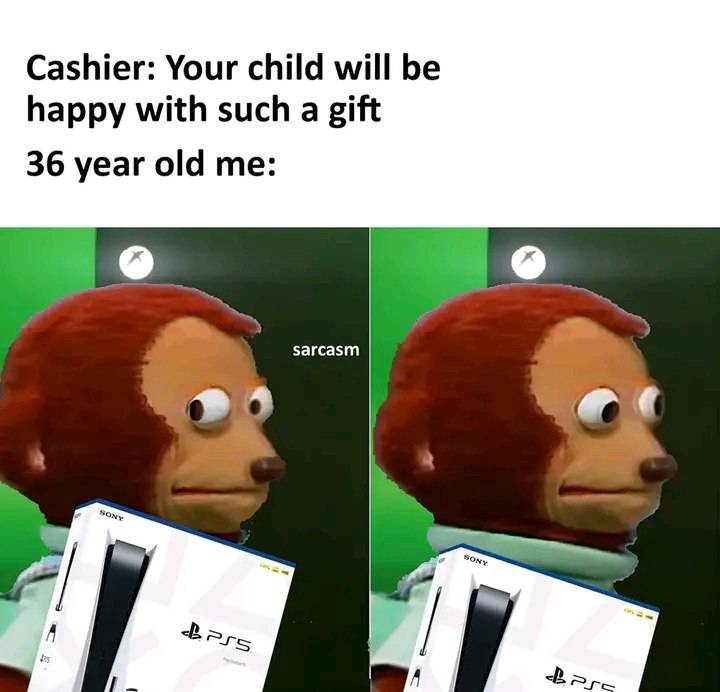 Cashier: Your child will be
happy with such a gift
36 year old me:
sarcasm
SONY
PS5
SONY
PS5